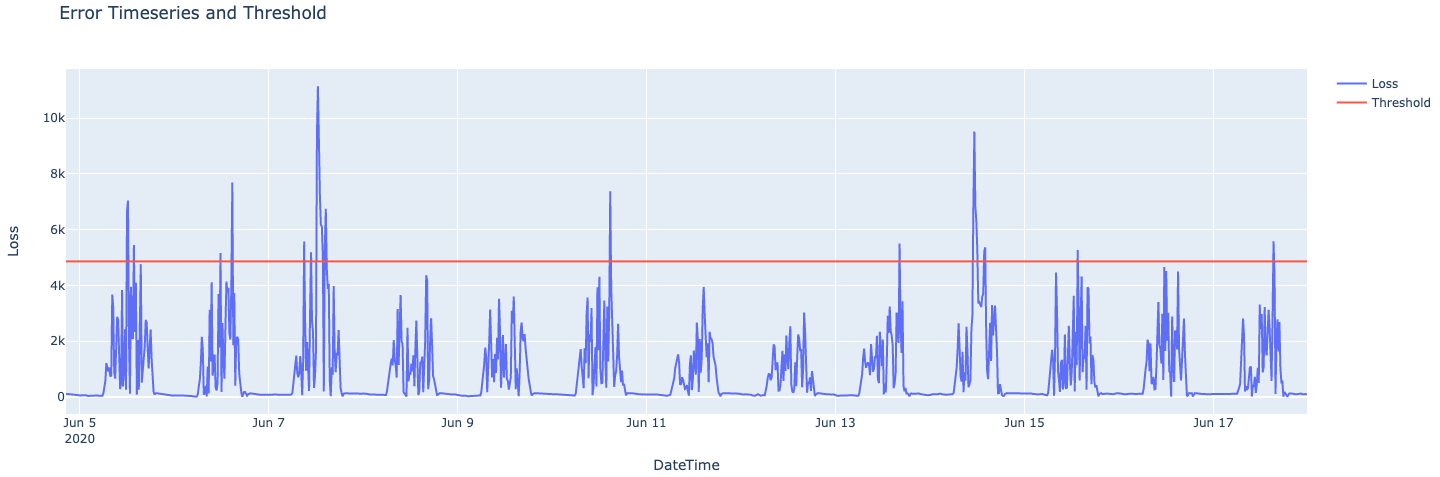 Error Timeseries and Threshold
Loss
Threshold
10k
8k
6k
4k
2k
0
Loss
Jun 5
2020
Jun 7
Jun 9
Jun 11
Jun 13
Jun 15
Jun 17
DateTime